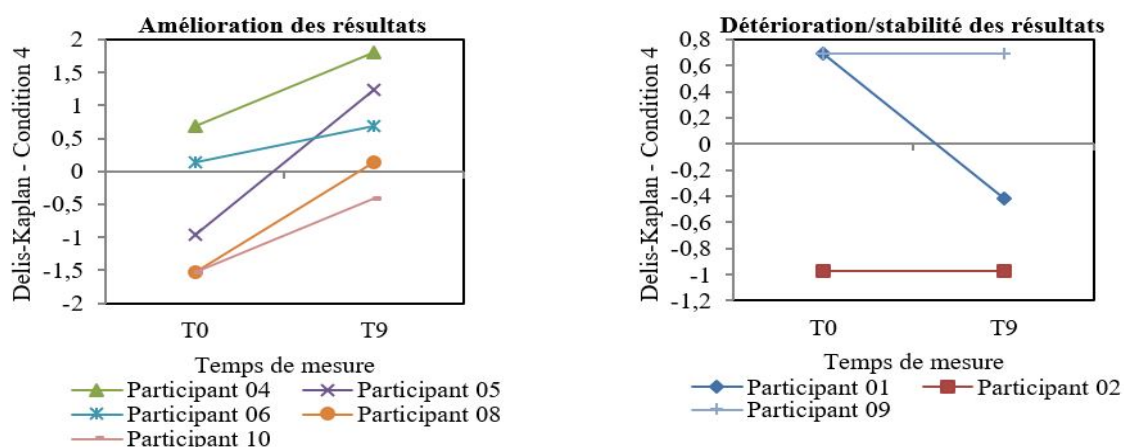 Amélioration des résultats
Delis-Kaplan - Condition 4
2
1,5
1
0,5
0
-0,5
-1
-1,5
-2
T0 T9
Temps de mesure
Participant 04 Participant 05
Participant 06 Participant 08
Participant 10
Détérioration/stabilité des résultats
Delis-Kaplan - Condition 4
0,8
0,6
0,4
0,2
0
-0,2
-0,4
-0,6
-0,8
-1
-1,2
T0 T9
Temps de mesure
Participant 01 Participant 02
Participant 09